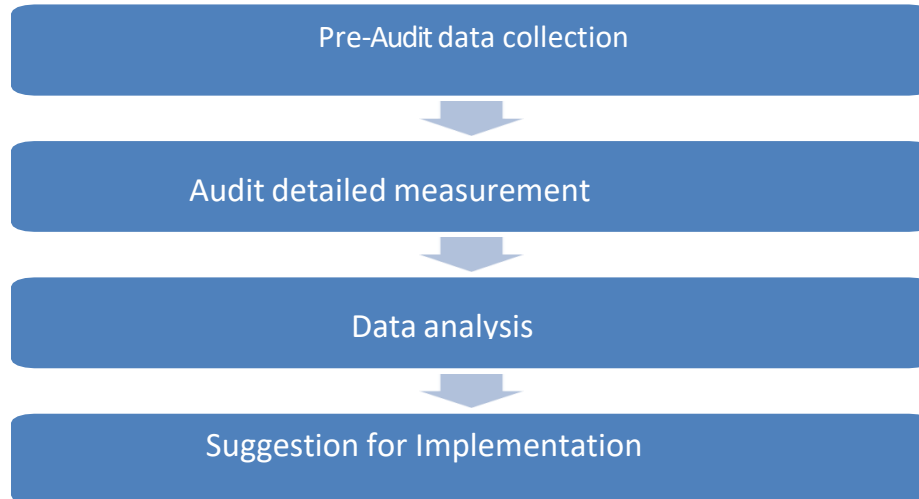 Pre-Audit data collection
Audit detailed measurement
Data analysis
Suggestion for Implementation